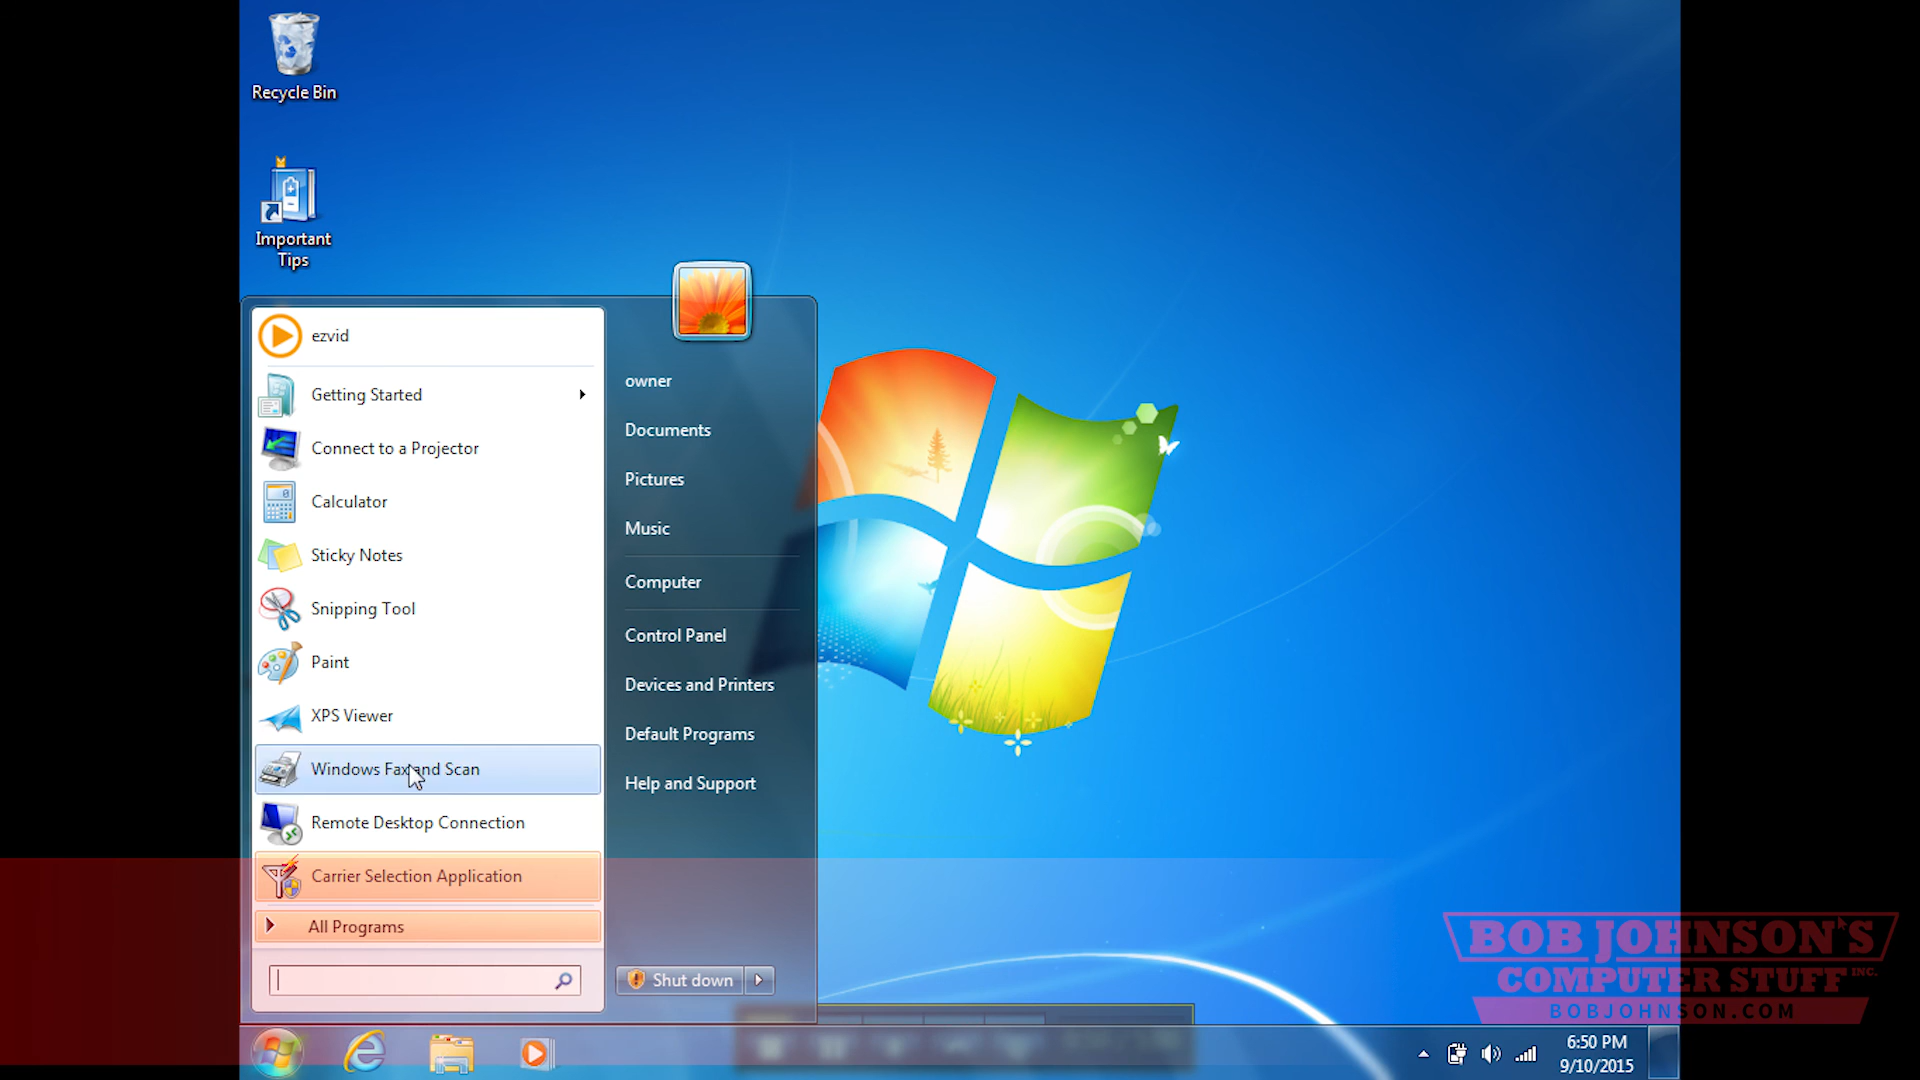 Recycle Bin
Important
Tips
ezvid
Getting Started
Connect to a Projector
Calculator
Sticky Notes
Snipping Tool
Paint
XPS Viewer
Windows Fax and Scan
Remote Desktop Connection
Carrier Selection Application
All Programs
owner
Documents
Pictures
Music
Computer
Control Panel
Devices and Printers
Default Programs
Help and Support
Shut down
BOB JOHNSON'S
COMPUTER STUFF INC.
BOBJOHNSON.COM
6:50 PM
9/10/2015